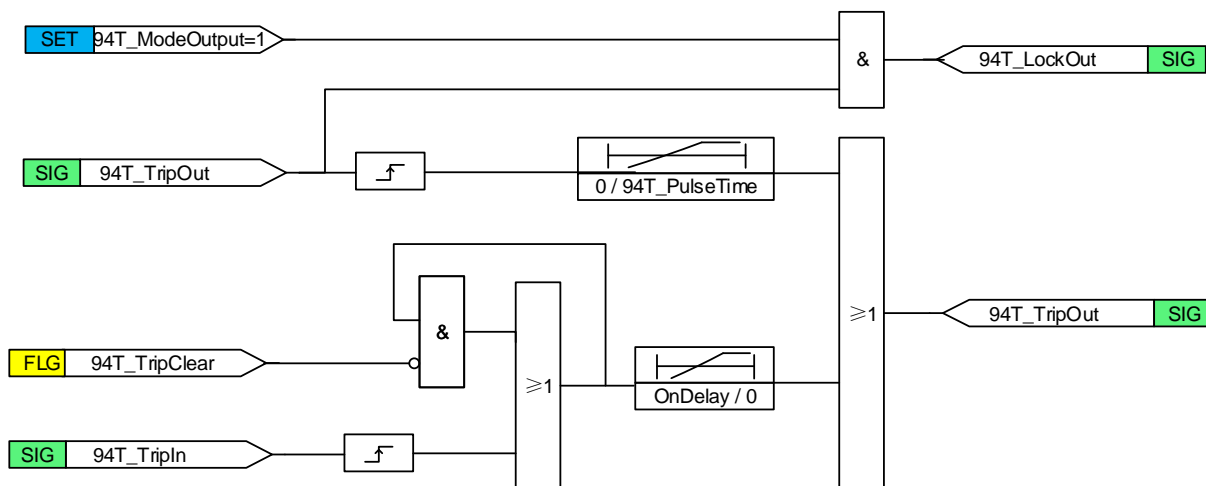 SET 94T_ModeOutput=1
&
94T_LockOut SIG
SIG 94T_TripOut
0 / 94T_PulseTime
&
≥1
94T_TripOut SIG
FLG 94T_TripClear
≥1
OnDelay / 0
SIG 94T_TripIn